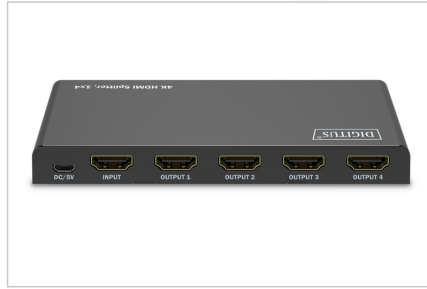 4K HDMI Splitter, 1x4
DIGITUS®
DC/5V INPUT OUTPUT 1 OUTPUT 2 OUTPUT 3 OUTPUT 4